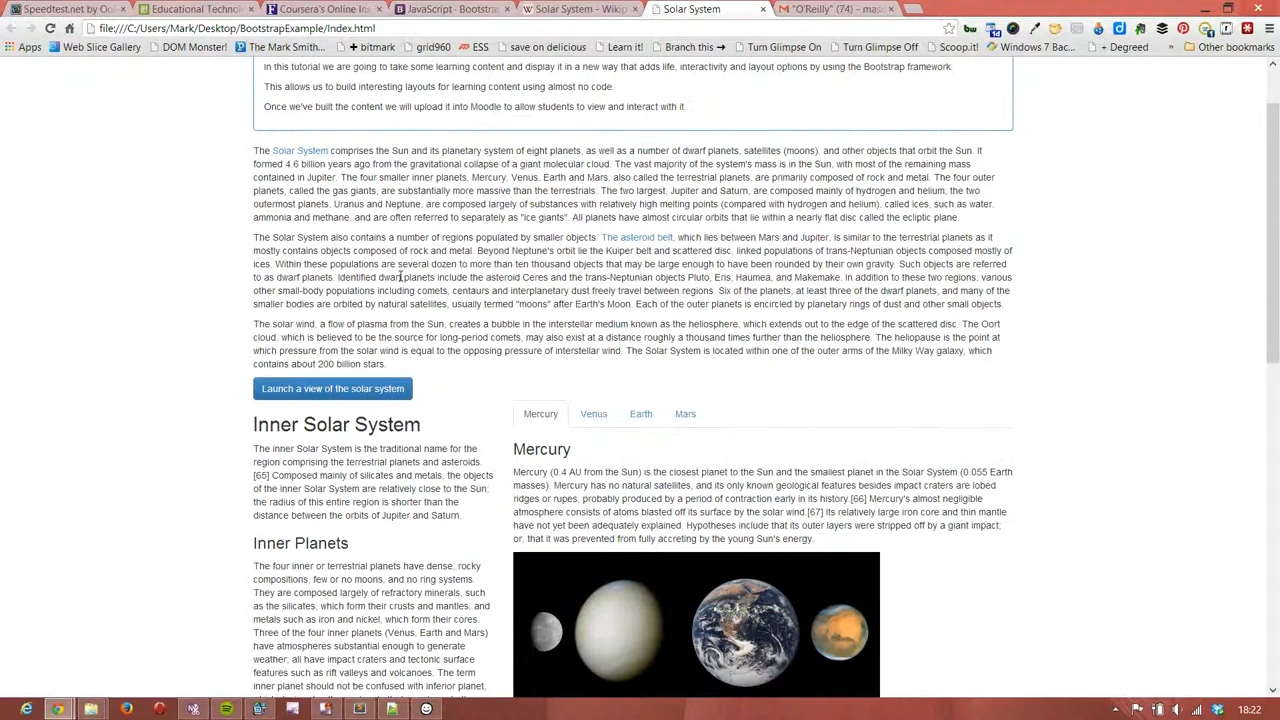 Speedtest.net by Oo
Educational Technolo
Coursera's Online Ins
JavaScript · Bootstra
Solar System - Wikip
Solar System
"O'Reilly" (74) - mas
file:///C:/Users/Mark/Desktop/BootstrapExample/Index.html
Apps
Web Slice Gallery
DOM Monster!
The Mark Smith...
+ bitmark
grid960
ESS
save on delicious
Learn it!
Branch this
Turn Glimpse On
Turn Glimpse Off
Scoop.it!
Windows 7 Bac...
+ Degreed
Other bookmarks
In this tutorial we are going to take some learning content and display it in a new way that adds life, interactivity and layout options by using the Bootstrap framework.
This allows us to build interesting layouts for learning content using almost no code.
Once we've built the content we will upload it into Moodle to allow students to view and interact with it.
The Solar System comprises the Sun and its planetary system of eight planets, as well as a number of dwarf planets, satellites (moons), and other objects that orbit the Sun. It
formed 4.6 billion years ago from the gravitational collapse of a giant molecular cloud. The vast majority of the system's mass is in the Sun, with most of the remaining mass
contained in Jupiter. The four smaller inner planets, Mercury, Venus, Earth and Mars, also called the terrestrial planets, are primarily composed of rock and metal. The four outer
planets, called the gas giants, are substantially more massive than the terrestrials. The two largest, Jupiter and Saturn, are composed mainly of hydrogen and helium; the two
outermost planets, Uranus and Neptune, are composed largely of substances with relatively high melting points (compared with hydrogen and helium), called ices, such as water,
ammonia and methane, and are often referred to separately as "ice giants". All planets have almost circular orbits that lie within a nearly flat disc called the ecliptic plane.
The Solar System also contains a number of regions populated by smaller objects. The asteroid belt, which lies between Mars and Jupiter, is similar to the terrestrial planets as it
mostly contains objects composed of rock and metal. Beyond Neptune's orbit lie the Kuiper belt and scattered disc, linked populations of trans-Neptunian objects composed mostly of
ices. Within these populations are several dozen to more than ten thousand objects that may be large enough to have been rounded by their own gravity. Such objects are referred
to as dwarf planets. Identified dwarf planets include the asteroid Ceres and the trans-Neptunian objects Pluto, Eris, Haumea, and Makemake. In addition to these two regions, various
other small-body populations including comets, centaurs and interplanetary dust freely travel between regions. Six of the planets, at least three of the dwarf planets, and many of the
smaller bodies are orbited by natural satellites, usually termed "moons" after Earth's Moon. Each of the outer planets is encircled by planetary rings of dust and other small objects.
The solar wind, a flow of plasma from the Sun, creates a bubble in the interstellar medium known as the heliosphere, which extends out to the edge of the scattered disc. The Oort
cloud, which is believed to be the source for long-period comets, may also exist at a distance roughly a thousand times further than the heliosphere. The heliopause is the point at
which pressure from the solar wind is equal to the opposing pressure of interstellar wind. The Solar System is located within one of the outer arms of the Milky Way galaxy, which
contains about 200 billion stars.
Launch a view of the solar system
Inner Solar System
The inner Solar System is the traditional name for the
region comprising the terrestrial planets and asteroids.
[65] Composed mainly of silicates and metals, the objects
of the inner Solar System are relatively close to the Sun;
the radius of this entire region is shorter than the
distance between the orbits of Jupiter and Saturn.
Inner Planets
The four inner or terrestrial planets have dense, rocky
compositions, few or no moons, and no ring systems.
They are composed largely of refractory minerals, such
as the silicates, which form their crusts and mantles, and
metals such as iron and nickel, which form their cores.
Three of the four inner planets (Venus, Earth and Mars)
have atmospheres substantial enough to generate
weather; all have impact craters and tectonic surface
features such as rift valleys and volcanoes. The term
inner planet should not be confused with inferior planet,
Mercury
Venus
Earth
Mars
Mercury
Mercury (0.4 AU from the Sun) is the closest planet to the Sun and the smallest planet in the Solar System (0.055 Earth
masses). Mercury has no natural satellites, and its only known geological features besides impact craters are lobed
ridges or rupes, probably produced by a period of contraction early in its history.[66] Mercury's almost negligible
atmosphere consists of atoms blasted off its surface by the solar wind.[67] Its relatively large iron core and thin mantle
have not yet been adequately explained. Hypotheses include that its outer layers were stripped off by a giant impact;
or, that it was prevented from fully accreting by the young Sun's energy.
18:22